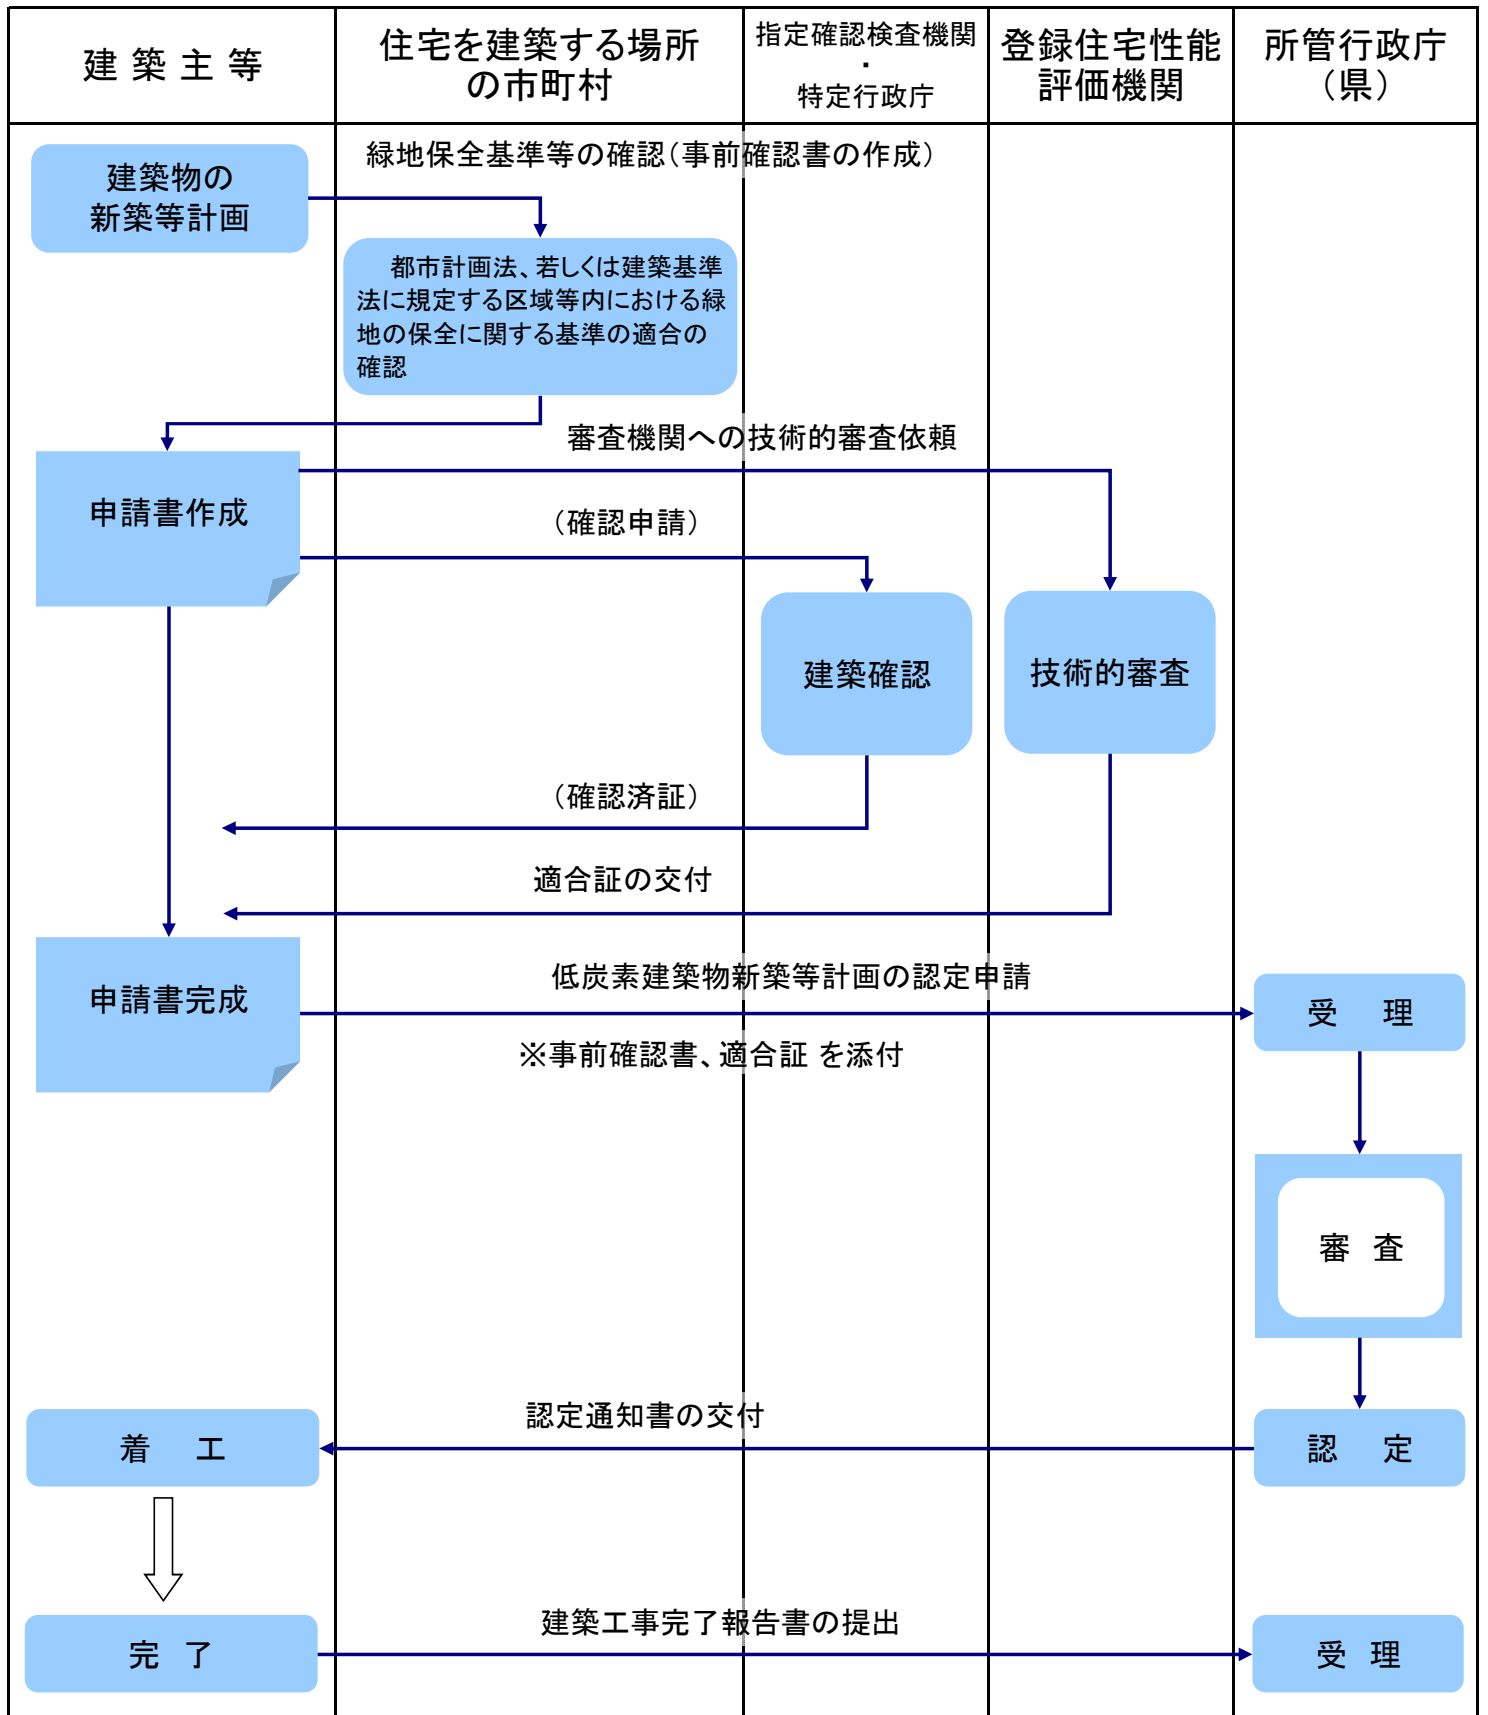 建 築 主 等
住宅を建築する場所
の市町村
指定確認検査機関
・
特定行政庁
登録住宅性能
評価機関
所管行政庁
（県）
緑地保全基準等の確認（事前確認書の作成）
建築物の
新築等計画
都市計画法、若しくは建築基準
法に規定する区域等内における緑
地の保全に関する基準の適合の
確認
審査機関への技術的審査依頼
申請書作成
（確認申請）
建築確認
技術的審査
（確認済証）
適合証の交付
申請書完成
低炭素建築物新築等計画の認定申請
受 理
※事前確認書、適合証 を添付
審 査
認定通知書の交付
着 工
認 定
建築工事完了報告書の提出
完 了
受 理